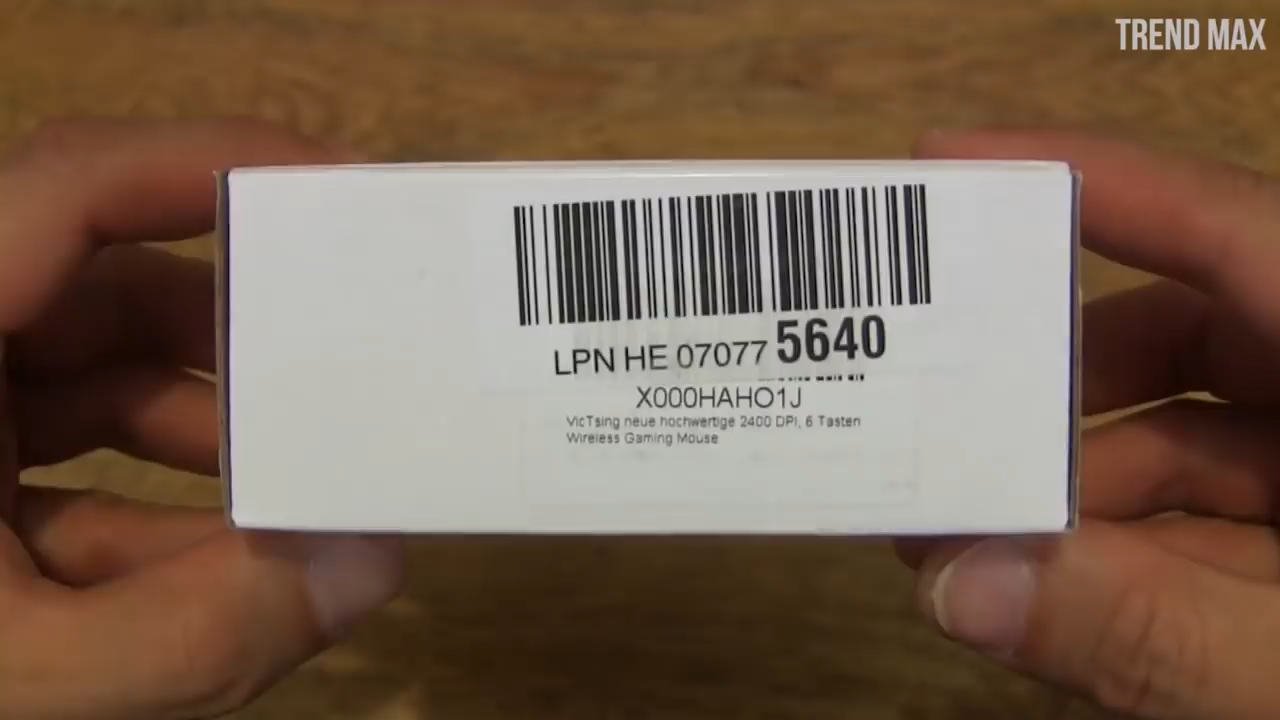 TREND MAX
LPN HE 07077 5640
X000HAHO1J
VicTsing neue hochwertige 2400 DPI, 6 Tasten
Wireless Gaming Mouse